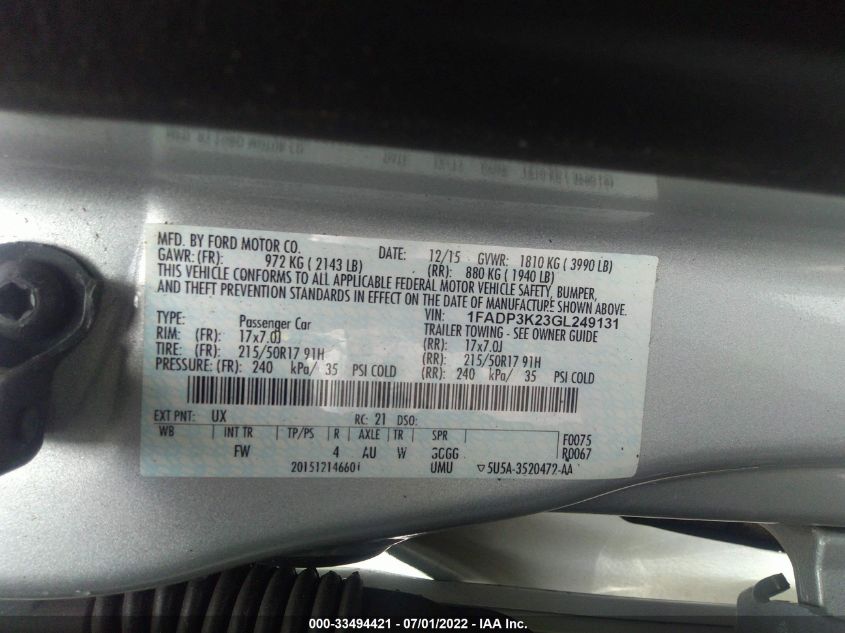 MFD. BY FORD MOTOR CO.
DATE: 12/15 GVWR: 1810 KG ( 3990 LB)
GAWR: (FR): 972 KG ( 2143 LB) (RR): 880 KG ( 1940 LB)
THIS VEHICLE CONFORMS TO ALL APPLICABLE FEDERAL MOTOR VEHICLE SAFETY, BUMPER,
AND THEFT PREVENTION STANDARDS IN EFFECT ON THE DATE OF MANUFACTURE SHOWN ABOVE.
VIN: 1FADP3K23GL249131
TYPE: Passenger Car TRAILER TOWING - SEE OWNER GUIDE
RIM: (FR): 17x7.0J (RR): 17x7.0J
TIRE: (FR): 215/50R17 91H (RR): 215/50R17 91H
PRESSURE: (FR): 240 kPa/ 35 PSI COLD (RR): 240 kPa/ 35 PSI COLD
EXT PNT: UX RC: 21 DSO:
WB INT TR TP/PS R AXLE TR SPR F0075
FW 4 AU W GCGG R0067
20151214660 UMU 5U5A-3520472-AA
000-33494421 - 07/01/2022 - IAA Inc.